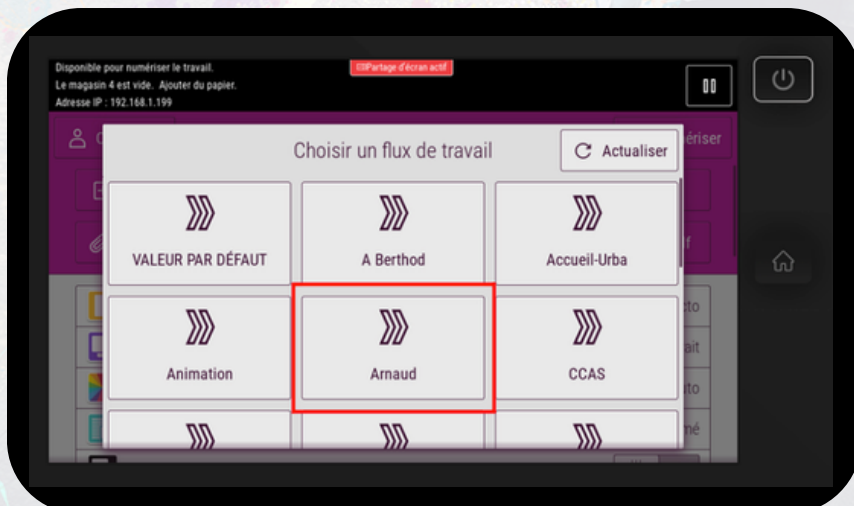 Disponible pour numériser le travail.
Partage d'écran actif
Le magasin 4 est vide. Ajouter du papier.
Adresse IP : 192.168.1.199
Choisir un flux de travail
Actualiser
VALEUR PAR DÉFAUT
A Berthod
Accueil-Urba
Animation
Arnaud
CCAS